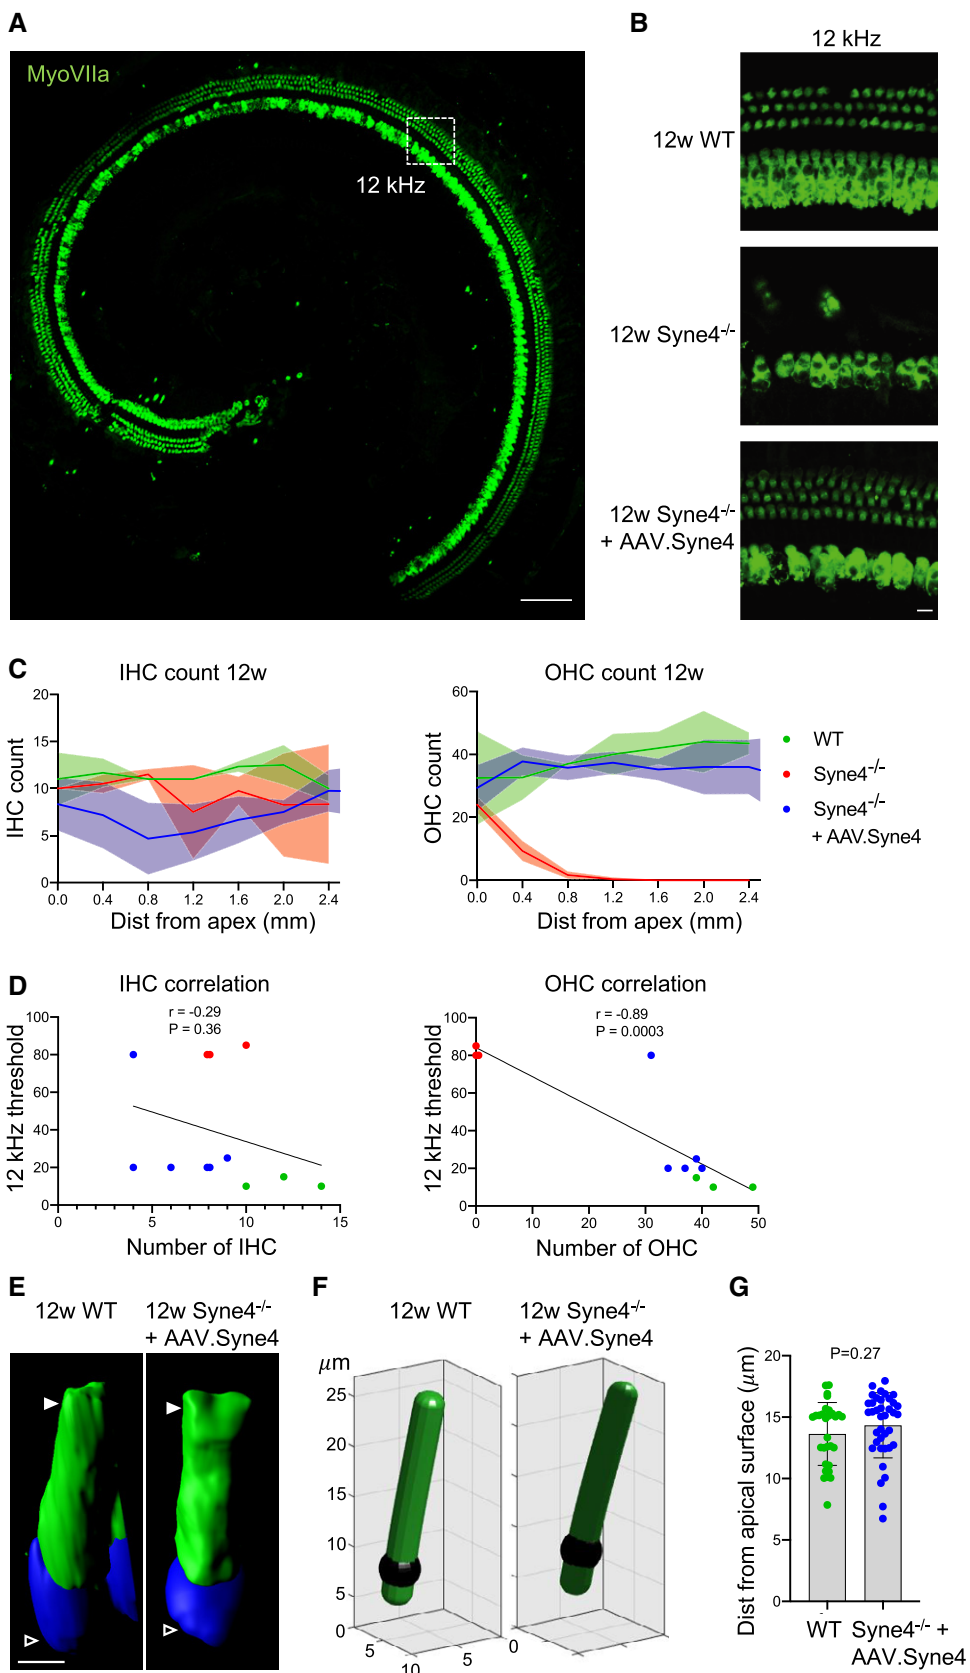 A
MyoVIIa
12 kHz
B
12 kHz
12w WT
12w Syne4-/-
12w Syne4-/-
+ AAV.Syne4
C
IHC count 12w
IHC count
20
15
10
5
0
0.0 0.4 0.8 1.2 1.6 2.0 2.4
Dist from apex (mm)
OHC count 12w
OHC count
60
40
20
0
0.0 0.4 0.8 1.2 1.6 2.0 2.4
Dist from apex (mm)
WT
Syne4-/-
Syne4-/-
+ AAV.Syne4
D
IHC correlation
r = -0.29
P = 0.36
12 kHz threshold
100
80
60
40
20
0
0 5 10 15
Number of IHC
OHC correlation
r = -0.89
P = 0.0003
12 kHz threshold
100
80
60
40
20
0
0 10 20 30 40 50
Number of OHC
E
12w WT
12w Syne4-/-
+ AAV.Syne4
F
12w WT
12w Syne4-/-
+ AAV.Syne4
μm
25
20
15
10
5
0
5
10
0
5
G
P=0.27
Dist from apical surface (μm)
20
15
10
5
0
WT
Syne4-/- +
AAV.Syne4